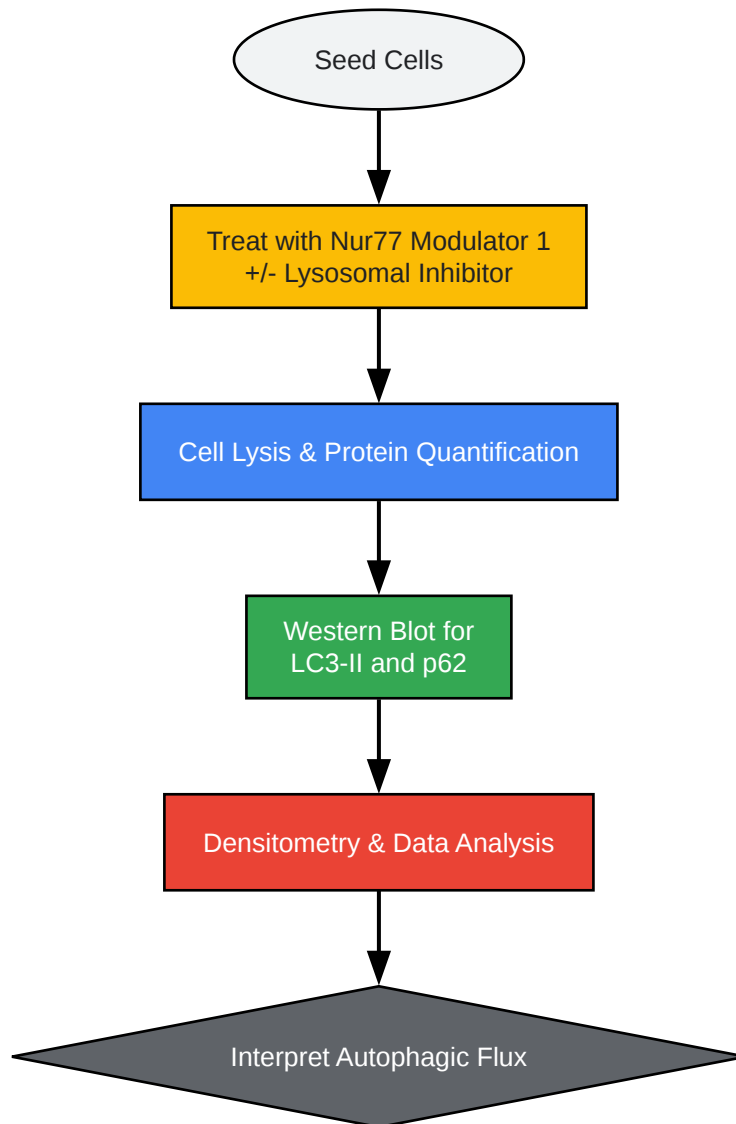 Seed Cells
Treat with Nur77 Modulator 1
+/- Lysosomal Inhibitor
Cell Lysis & Protein Quantification
Western Blot for
LC3-II and p62
Densitometry & Data Analysis
Interpret Autophagic Flux